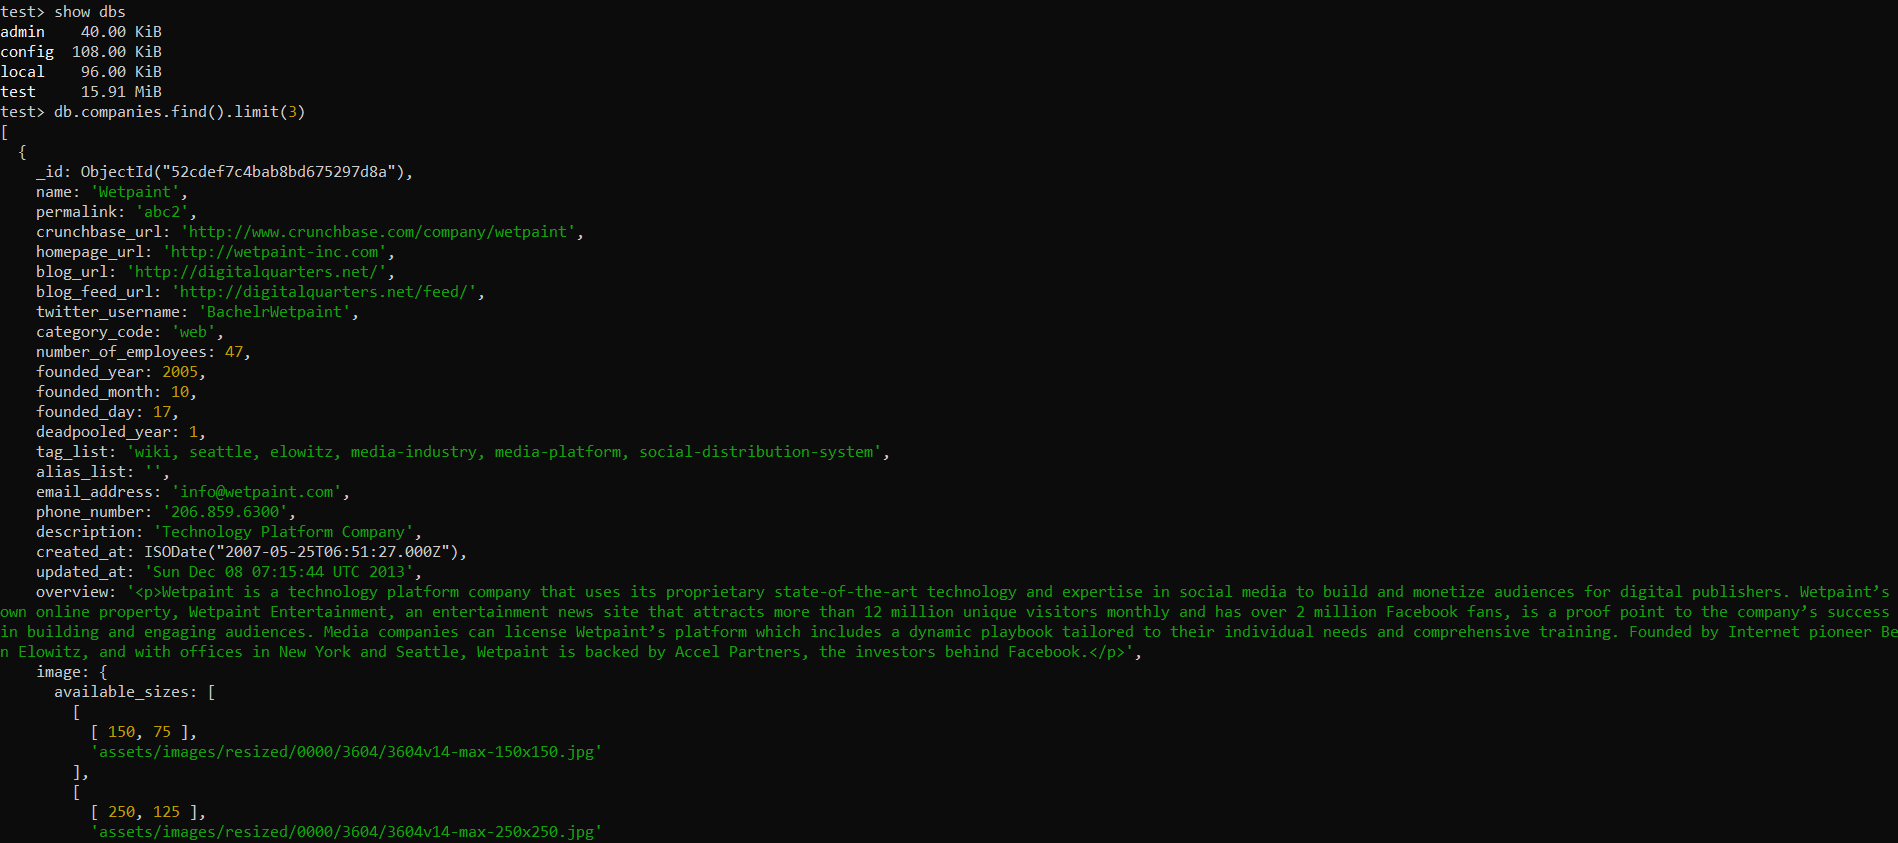 test> show dbs
admin    40.00 KiB
config  108.00 KiB
local    96.00 KiB
test     15.91 MiB
test> db.companies.find().limit(3)
[
  {
    _id: ObjectId("52cdef7c4bab8bd675297d8a"),
    name: 'Wetpaint',
    permalink: 'abc2',
    crunchbase_url: 'http://www.crunchbase.com/company/wetpaint',
    homepage_url: 'http://wetpaint-inc.com',
    blog_url: 'http://digitalquarters.net/',
    blog_feed_url: 'http://digitalquarters.net/feed/',
    twitter_username: 'BachelrWetpaint',
    category_code: 'web',
    number_of_employees: 47,
    founded_year: 2005,
    founded_month: 10,
    founded_day: 17,
    deadpooled_year: 1,
    tag_list: 'wiki, seattle, elowitz, media-industry, media-platform, social-distribution-system',
    alias_list: '',
    email_address: 'info@wetpaint.com',
    phone_number: '206.859.6300',
    description: 'Technology Platform Company',
    created_at: ISODate("2007-05-25T06:51:27.000Z"),
    updated_at: 'Sun Dec 08 07:15:44 UTC 2013',
    overview: '<p>Wetpaint is a technology platform company that uses its proprietary state-of-the-art technology and expertise in social media to build and monetize audiences for digital publishers. Wetpaint’s
own online property, Wetpaint Entertainment, an entertainment news site that attracts more than 12 million unique visitors monthly and has over 2 million Facebook fans, is a proof point to the company’s success
in building and engaging audiences. Media companies can license Wetpaint’s platform which includes a dynamic playbook tailored to their individual needs and comprehensive training. Founded by Internet pioneer Be
n Elowitz, and with offices in New York and Seattle, Wetpaint is backed by Accel Partners, the investors behind Facebook.</p>',
    image: {
      available_sizes: [
        [
          [ 150, 75 ],
          'assets/images/resized/0000/3604/3604v14-max-150x150.jpg'
        ],
        [
          [ 250, 125 ],
          'assets/images/resized/0000/3604/3604v14-max-250x250.jpg'